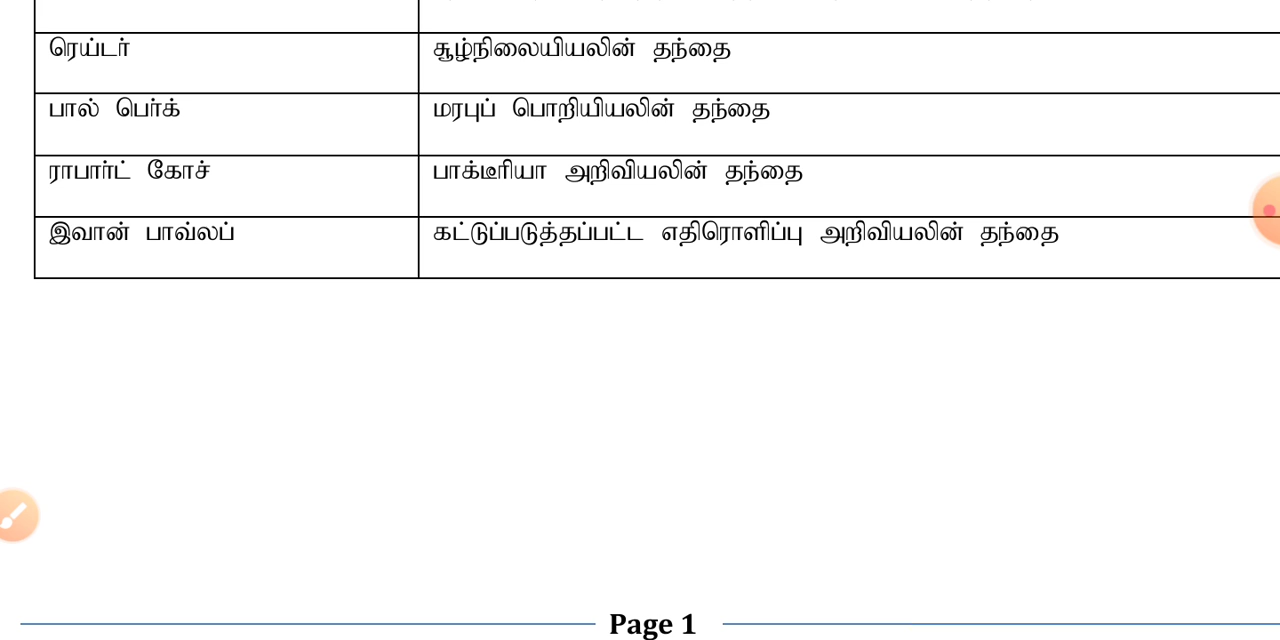 ரெய்டர் சூழ்நிலையியலின் தந்தை
பால் பெர்க் மரபுப் பொறியியலின் தந்தை
ராபார்ட் கோச் பாக்டீரியா அறிவியலின் தந்தை
இவான் பாவ்லப் கட்டுப்படுத்தப்பட்ட எதிரொளிப்பு அறிவியலின் தந்தை
Page 1